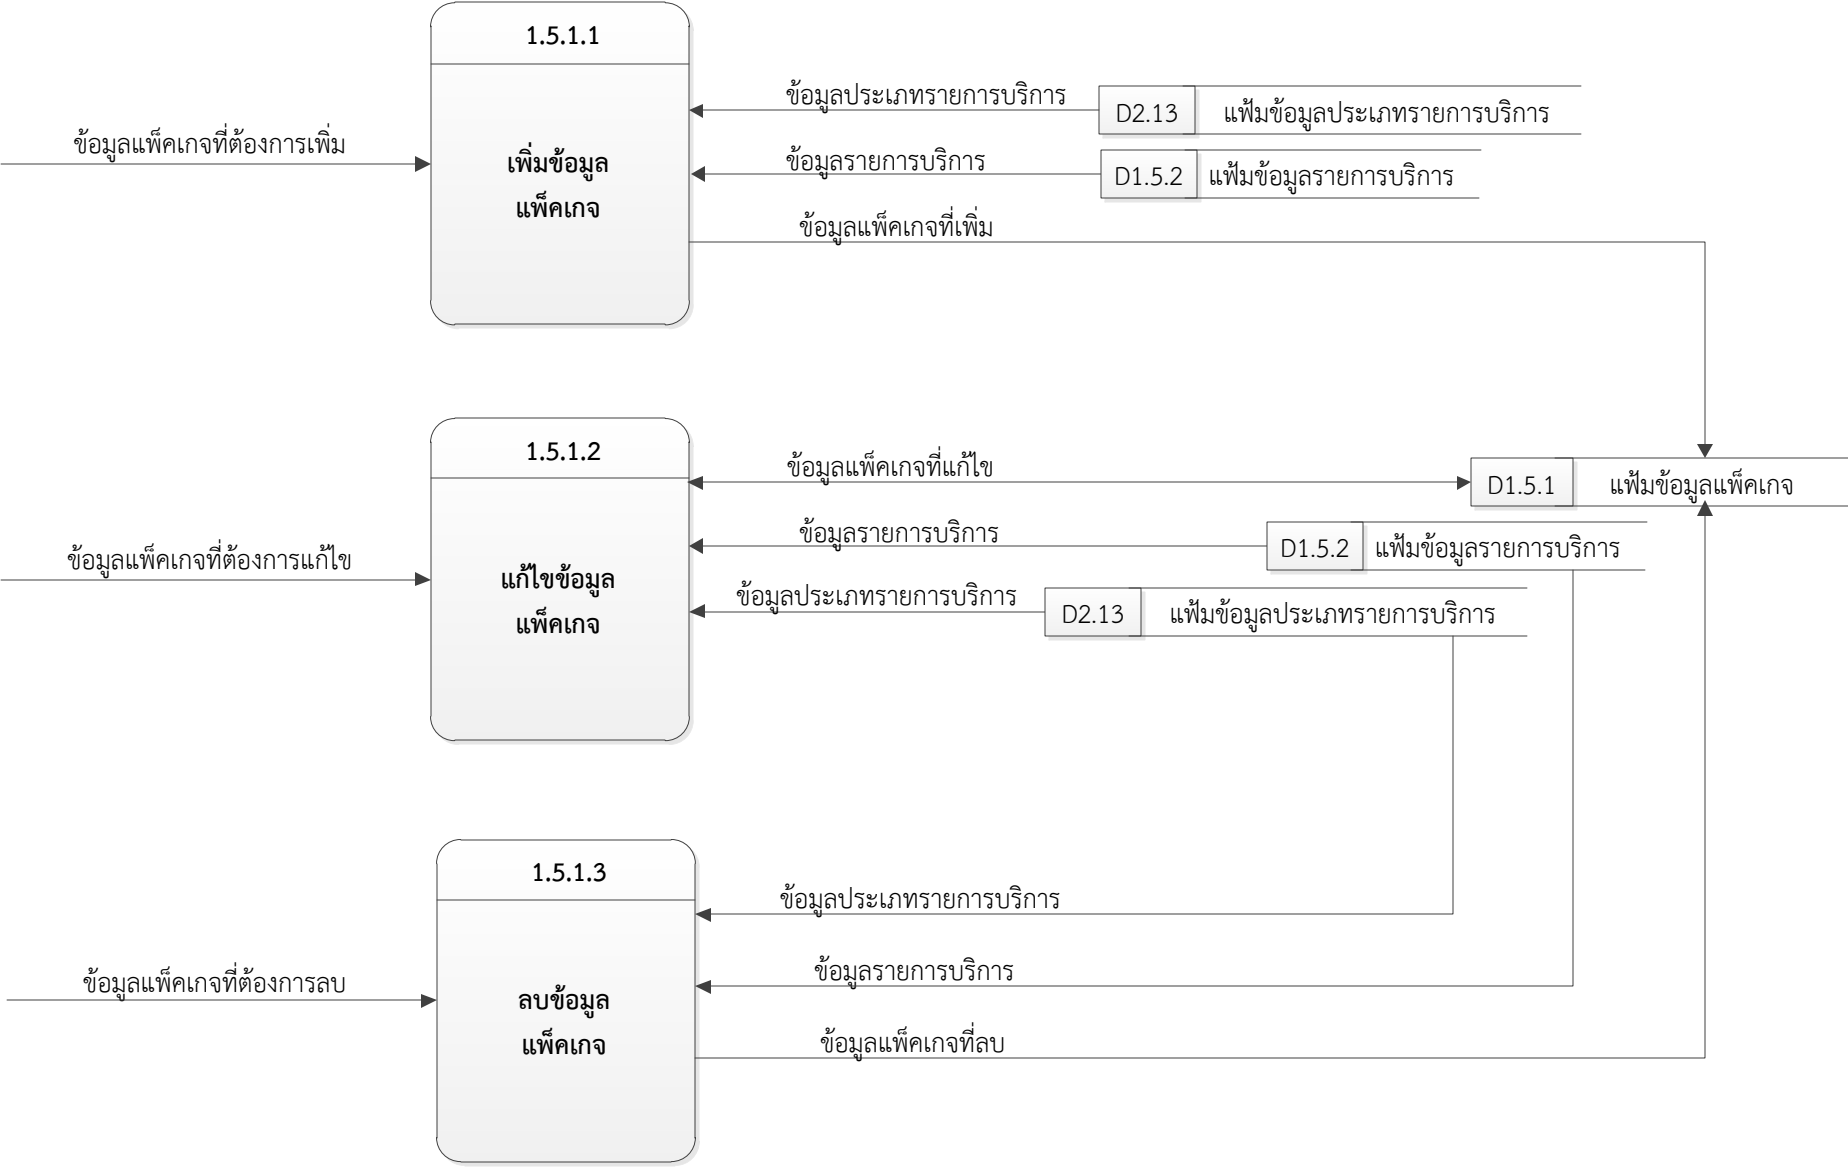 1.5.1.1
ข้อมูลประเภทรายการบริการ
D2.13 แฟ้มข้อมูลประเภทรายการบริการ
ข้อมูลแพ็คเกจที่ต้องการเพิ่ม
เพิ่มข้อมูล
แพ็คเกจ
ข้อมูลรายการบริการ
D1.5.2 แฟ้มข้อมูลรายการบริการ
ข้อมูลแพ็คเกจที่เพิ่ม
1.5.1.2
ข้อมูลแพ็คเกจที่แก้ไข
D1.5.1 แฟ้มข้อมูลแพ็คเกจ
ข้อมูลรายการบริการ
D1.5.2 แฟ้มข้อมูลรายการบริการ
ข้อมูลแพ็คเกจที่ต้องการแก้ไข
แก้ไขข้อมูล
แพ็คเกจ
ข้อมูลประเภทรายการบริการ
D2.13 แฟ้มข้อมูลประเภทรายการบริการ
1.5.1.3
ข้อมูลประเภทรายการบริการ
ข้อมูลรายการบริการ
ข้อมูลแพ็คเกจที่ต้องการลบ
ลบข้อมูล
แพ็คเกจ
ข้อมูลแพ็คเกจที่ลบ